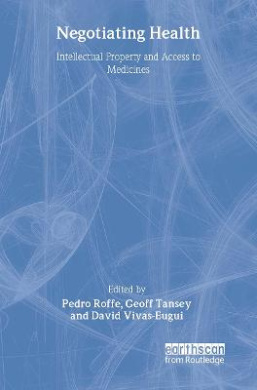 Negotiating Health
Intellectual Property and Access to
Medicines
Edited by
Pedro Roffe, Geoff Tansey
and David Vivas-Eugui
earthscan
from Routledge